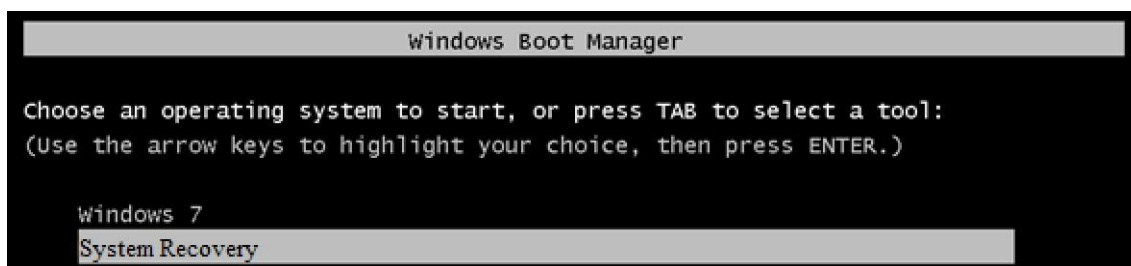 Windows Boot Manager
Choose an operating system to start, or press TAB to select a tool:
(Use the arrow keys to highlight your choice, then press ENTER.)
Windows 7
System Recovery